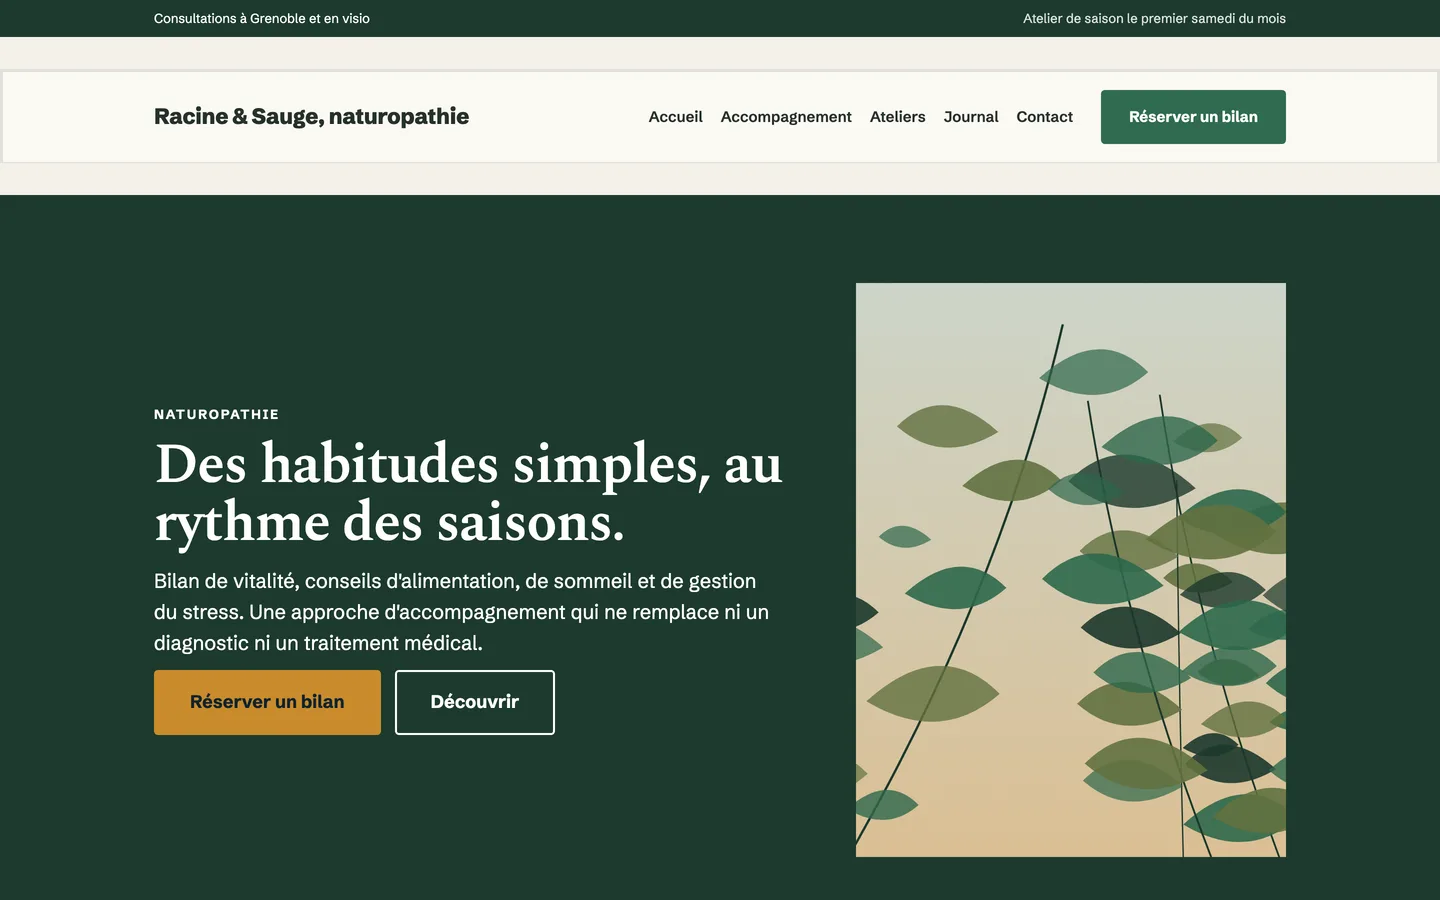 Consultations à Grenoble et en visio
Atelier de saison le premier samedi du mois
Racine & Sauge, naturopathie
Accueil
Accompagnement
Ateliers
Journal
Contact
Réserver un bilan
NATUROPATHIE
Des habitudes simples, au
rythme des saisons.
Bilan de vitalité, conseils d'alimentation, de sommeil et de gestion
du stress. Une approche d'accompagnement qui ne remplace ni un
diagnostic ni un traitement médical.
Réserver un bilan
Découvrir